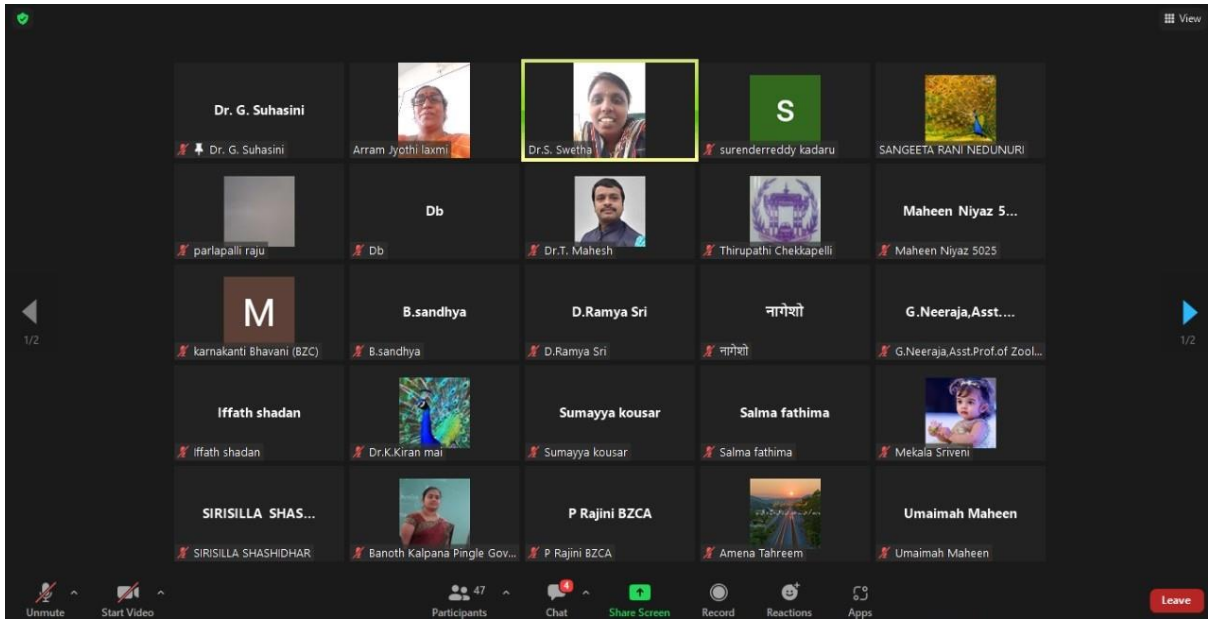 View
Dr. G. Suhasini
Dr. G. Suhasini
Arram Jyothi laxmi
Dr.S. Swetha
S
surenderreddy kadaru
SANGEETA RANI NEDUNURI
parlapalli raju
Db
Db
Dr.T. Mahesh
Thirupathi Chekkapelli
Maheen Niyaz 5...
Maheen Niyaz 5025
M
karnakanti Bhavani (BZC)
B.sandhya
B.sandhya
D.Ramya Sri
D.Ramya Sri
नागेशो
नागेशो
G.Neeraja,Asst....
G.Neeraja,Asst.Prof.of Zool...
1/2
1/2
Iffath shadan
Iffath shadan
Dr.K.Kiran mai
Sumayya kousar
Sumayya kousar
Salma fathima
Salma fathima
Mekala Sriveni
SIRISILLA SHAS...
SIRISILLA SHASHIDHAR
Banoth Kalpana Pingle Gov...
P Rajini BZCA
P Rajini BZCA
Amena Tahreem
Umaimah Maheen
Umaimah Maheen
Unmute
Start Video
47
Participants
4
Chat
Share Screen
Record
Reactions
Apps
Leave